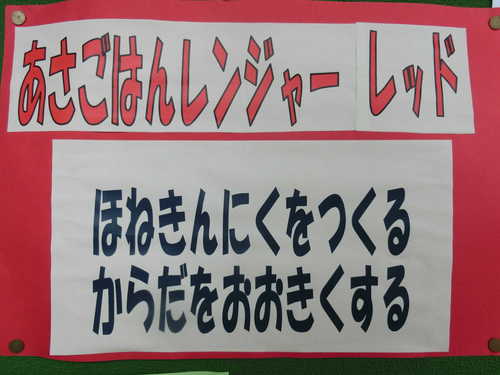 あさごはんレンジャー レッド
ほねきんにくをつくる
からだをおおきくする